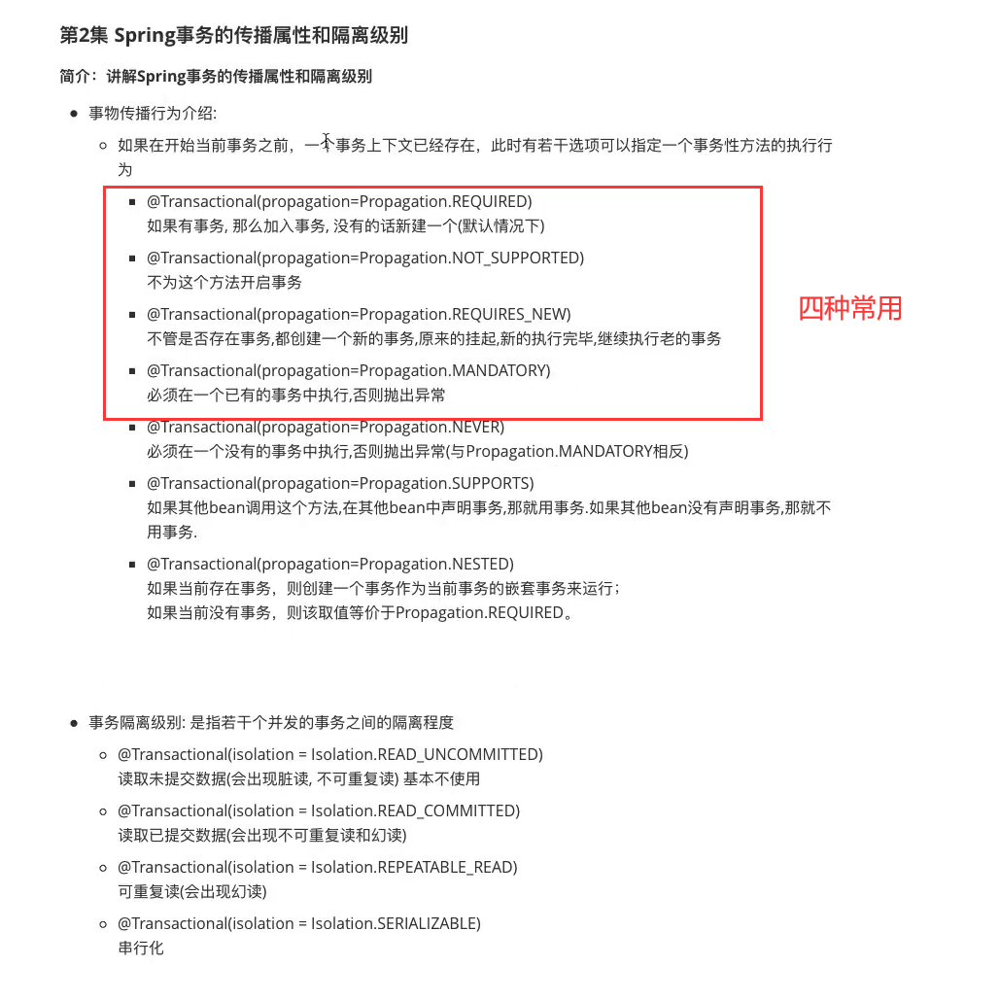 第2集 Spring事务的传播属性和隔离级别
简介：讲解Spring事务的传播属性和隔离级别
事物传播行为介绍:
如果在开始当前事务之前，一个事务上下文已经存在，此时有若干选项可以指定一个事务性方法的执行行
为
@Transactional(propagation=Propagation.REQUIRED)
如果有事务, 那么加入事务, 没有的话新建一个(默认情况下)
@Transactional(propagation=Propagation.NOT_SUPPORTED)
不为这个方法开启事务
@Transactional(propagation=Propagation.REQUIRES_NEW)
不管是否存在事务,都创建一个新的事务,原来的挂起,新的执行完毕,继续执行老的事务
@Transactional(propagation=Propagation.MANDATORY)
必须在一个已有的事务中执行,否则抛出异常
四种常用
@Transactional(propagation=Propagation.NEVER)
必须在一个没有的事务中执行,否则抛出异常(与Propagation.MANDATORY相反)
@Transactional(propagation=Propagation.SUPPORTS)
如果其他bean调用这个方法,在其他bean中声明事务,那就用事务.如果其他bean没有声明事务,那就不
用事务.
@Transactional(propagation=Propagation.NESTED)
如果当前存在事务，则创建一个事务作为当前事务的嵌套事务来运行；
如果当前没有事务，则该取值等价于Propagation.REQUIRED。
事务隔离级别: 是指若干个并发的事务之间的隔离程度
@Transactional(isolation = Isolation.READ_UNCOMMITTED)
读取未提交数据(会出现脏读, 不可重复读) 基本不使用
@Transactional(isolation = Isolation.READ_COMMITTED)
读取已提交数据(会出现不可重复读和幻读)
@Transactional(isolation = Isolation.REPEATABLE_READ)
可重复读(会出现幻读)
@Transactional(isolation = Isolation.SERIALIZABLE)
串行化